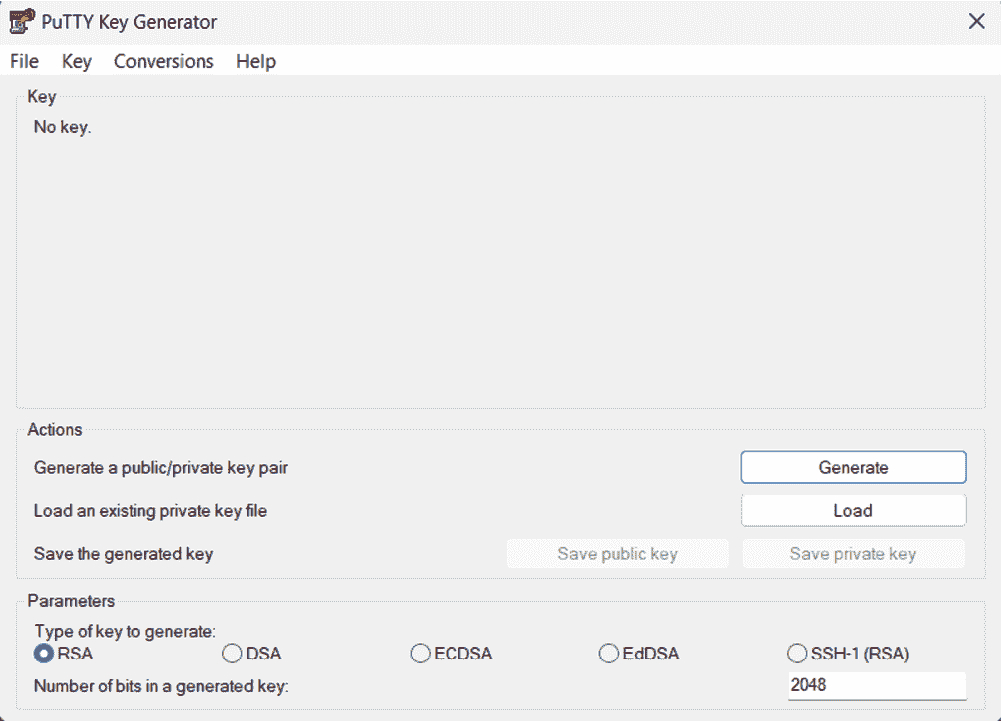 PuTTY Key Generator
File Key Conversions Help
Key
No key.
Actions
Generate a public/private key pair
Generate
Load an existing private key file
Load
Save the generated key
Save public key
Save private key
Parameters
Type of key to generate:
RSA DSA ECDSA EdDSA SSH-1 (RSA)
Number of bits in a generated key:
2048